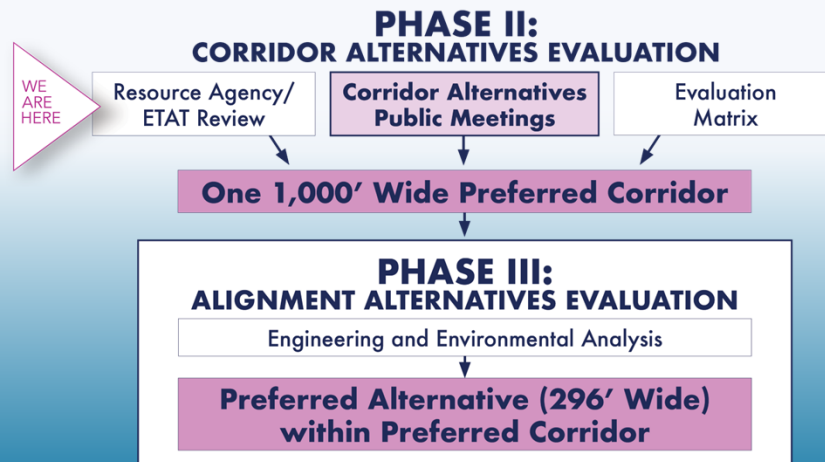 PHASE II:
CORRIDOR ALTERNATIVES EVALUATION
WE
ARE
HERE
Resource Agency/
ETAT Review
Corridor Alternatives
Public Meetings
Evaluation
Matrix
One 1,000’ Wide Preferred Corridor
PHASE III:
ALIGNMENT ALTERNATIVES EVALUATION
Engineering and Environmental Analysis
Preferred Alternative (296’ Wide)
within Preferred Corridor